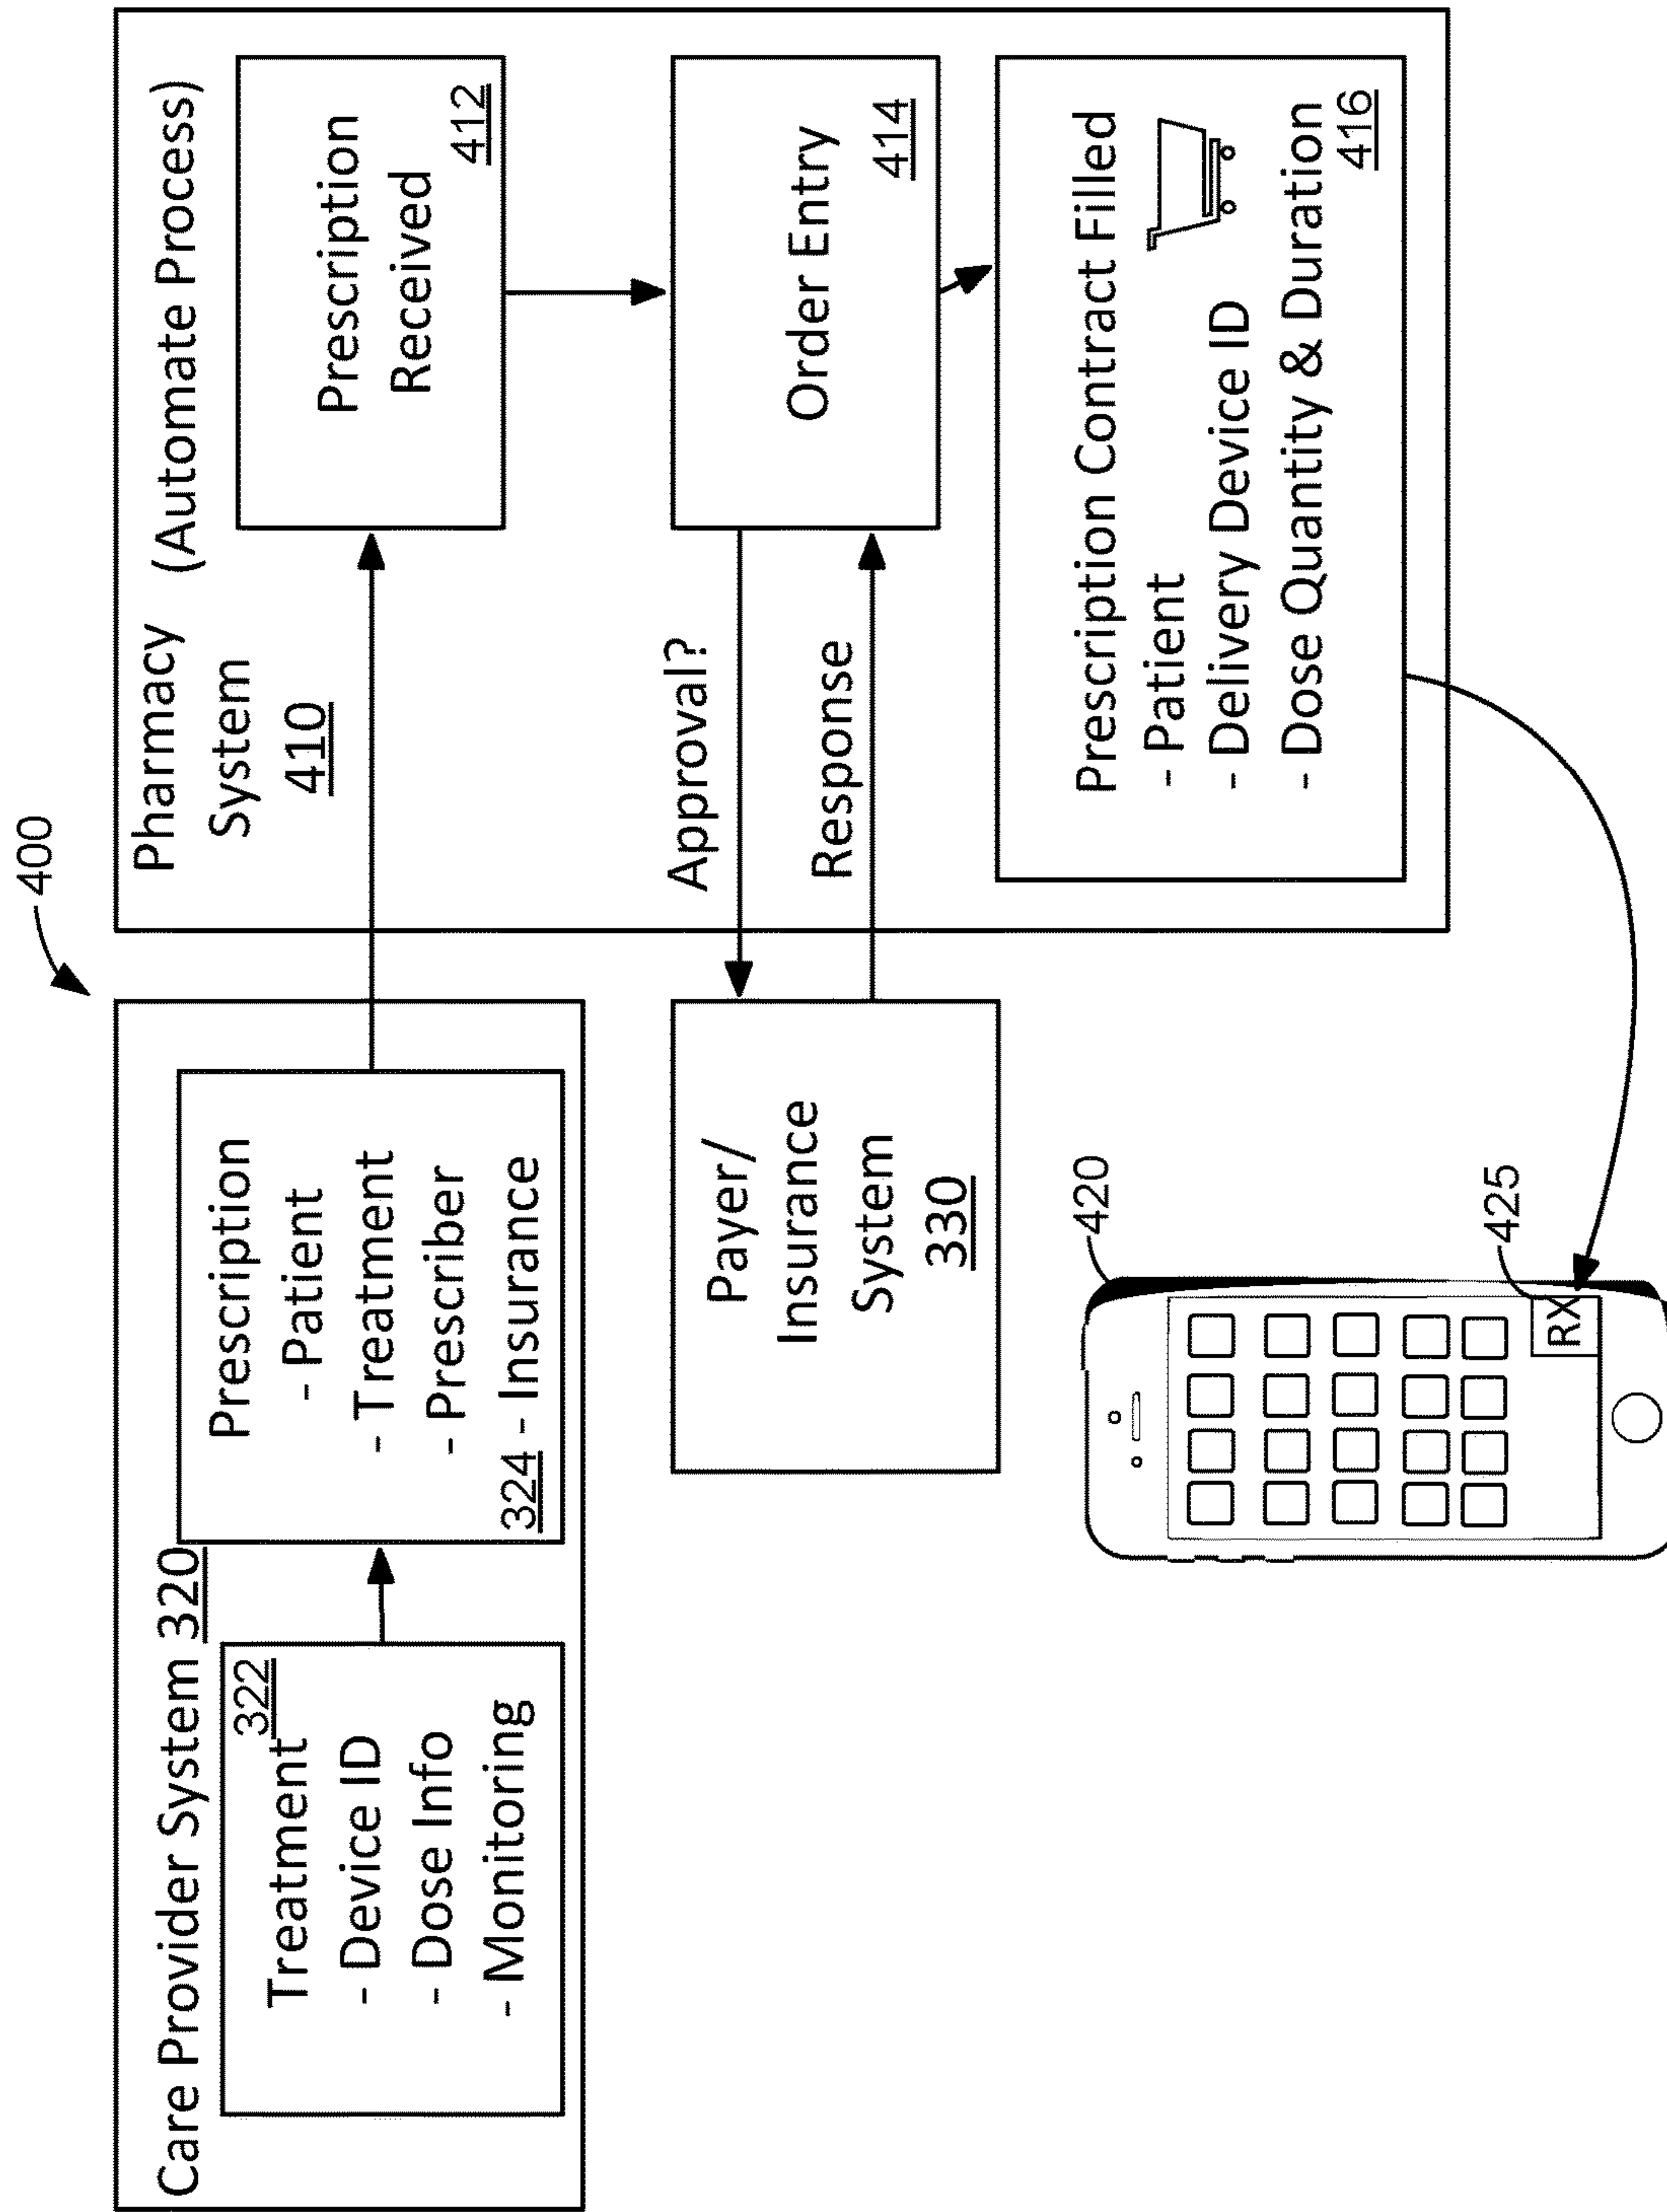 400
Care Provider System 320
322
Treatment
- Device ID
- Dose Info
- Monitoring
Prescription
- Patient
- Treatment
- Prescriber
324 - Insurance
Pharmacy (Automate Process)
System
410
Prescription
Received
412
Approval?
Response
Order Entry
414
Payer/
Insurance
System
330
Prescription Contract Filled
- Patient
- Delivery Device ID
- Dose Quantity & Duration
416
420
425
RX